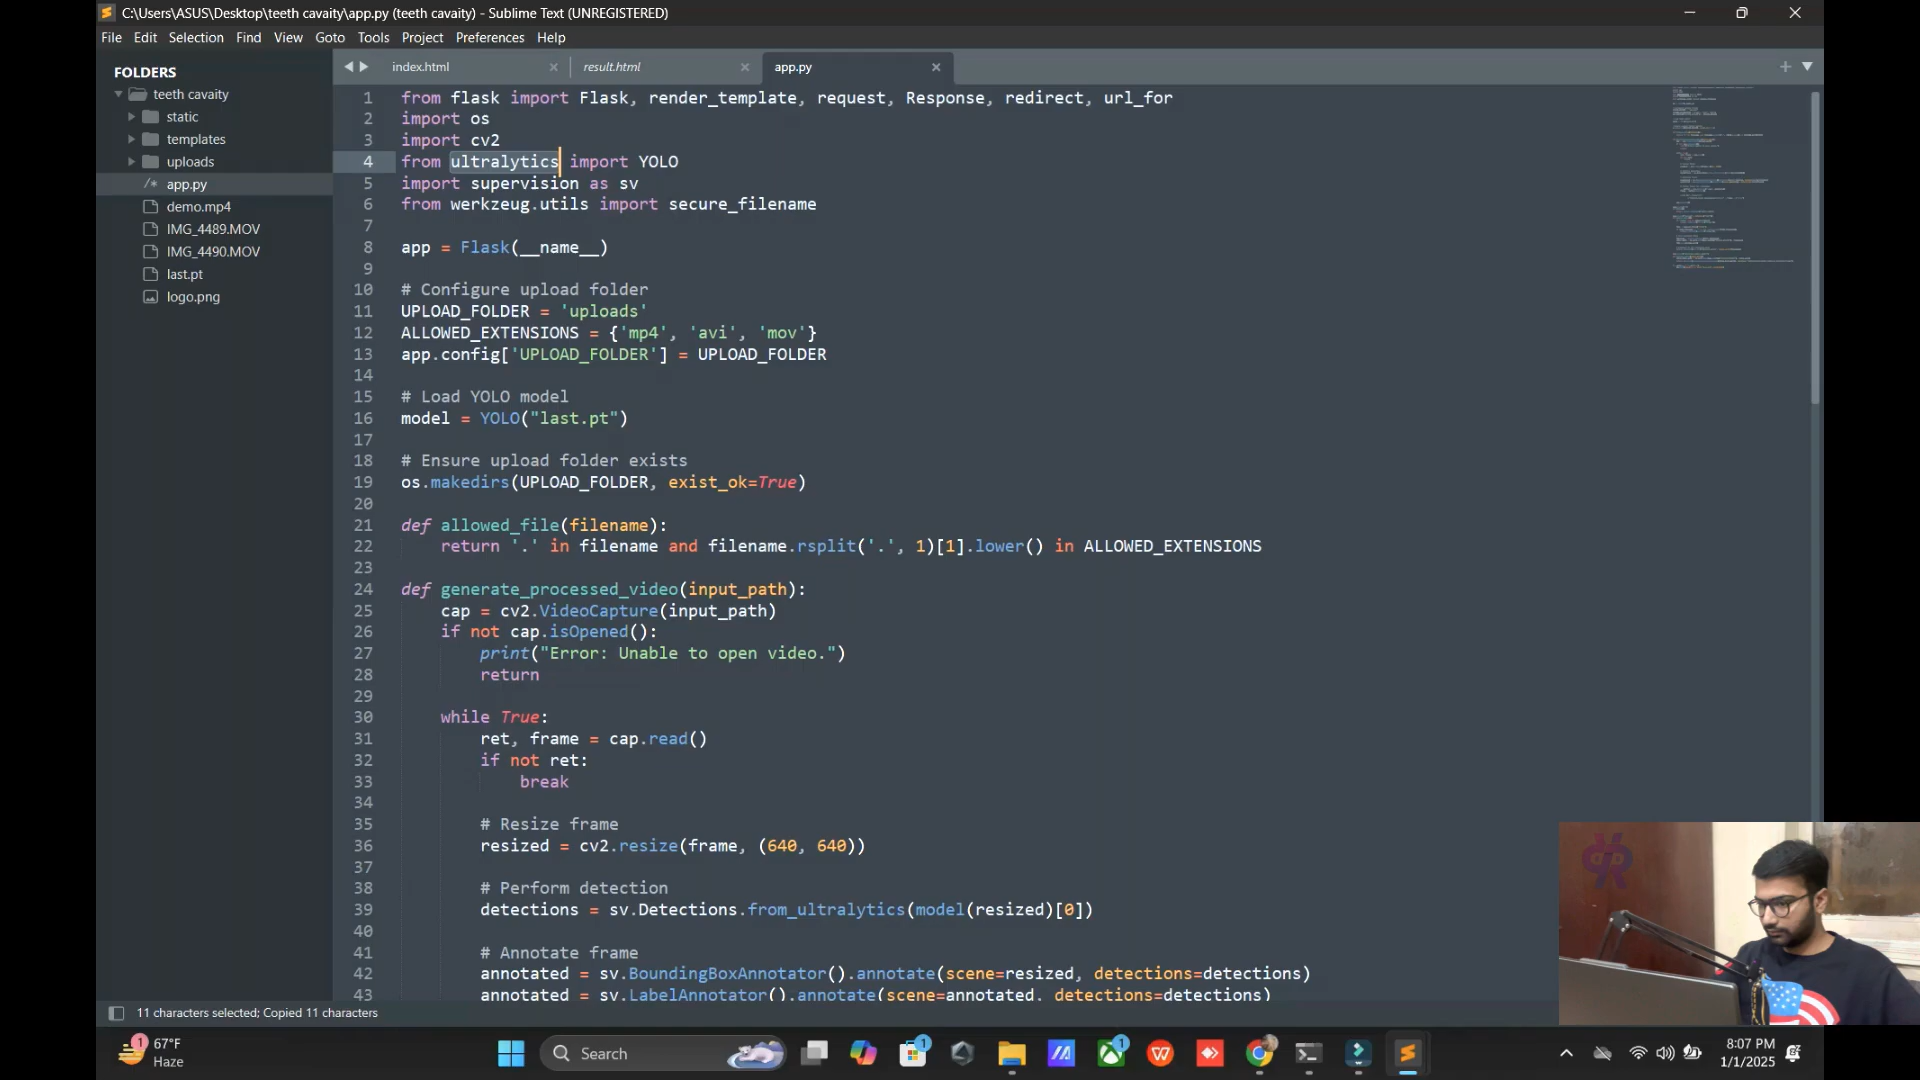 C:\Users\ASUS\Desktop\teeth cavaity\app.py (teeth cavaity) - Sublime Text (UNREGISTERED)
File Edit Selection Find View Goto Tools Project Preferences Help
FOLDERS
teeth cavaity
static
templates
uploads
app.py
demo.mp4
IMG_4489.MOV
IMG_4490.MOV
last.pt
logo.png
index.html result.html app.py
1 from flask import Flask, render_template, request, Response, redirect, url_for
2 import os
3 import cv2
4 from ultralytics import YOLO
5 import supervision as sv
6 from werkzeug.utils import secure_filename
7
8 app = Flask(__name__)
9
10 # Configure upload folder
11 UPLOAD_FOLDER = 'uploads'
12 ALLOWED_EXTENSIONS = {'mp4', 'avi', 'mov'}
13 app.config['UPLOAD_FOLDER'] = UPLOAD_FOLDER
14
15 # Load YOLO model
16 model = YOLO("last.pt")
17
18 # Ensure upload folder exists
19 os.makedirs(UPLOAD_FOLDER, exist_ok=True)
20
21 def allowed_file(filename):
22 return '.' in filename and filename.rsplit('.', 1)[1].lower() in ALLOWED_EXTENSIONS
23
24 def generate_processed_video(input_path):
25 cap = cv2.VideoCapture(input_path)
26 if not cap.isOpened():
27 print("Error: Unable to open video.")
28 return
29
30 while True:
31 ret, frame = cap.read()
32 if not ret:
33 break
34
35 # Resize frame
36 resized = cv2.resize(frame, (640, 640))
37
38 # Perform detection
39 detections = sv.Detections.from_ultralytics(model(resized)[0])
40
41 # Annotate frame
42 annotated = sv.BoundingBoxAnnotator().annotate(scene=resized, detections=detections)
43 annotated = sv.LabelAnnotator().annotate(scene=annotated, detections=detections)
11 characters selected; Copied 11 characters
1
67°F
Haze
Search
1
1
8:07 PM
1/1/2025